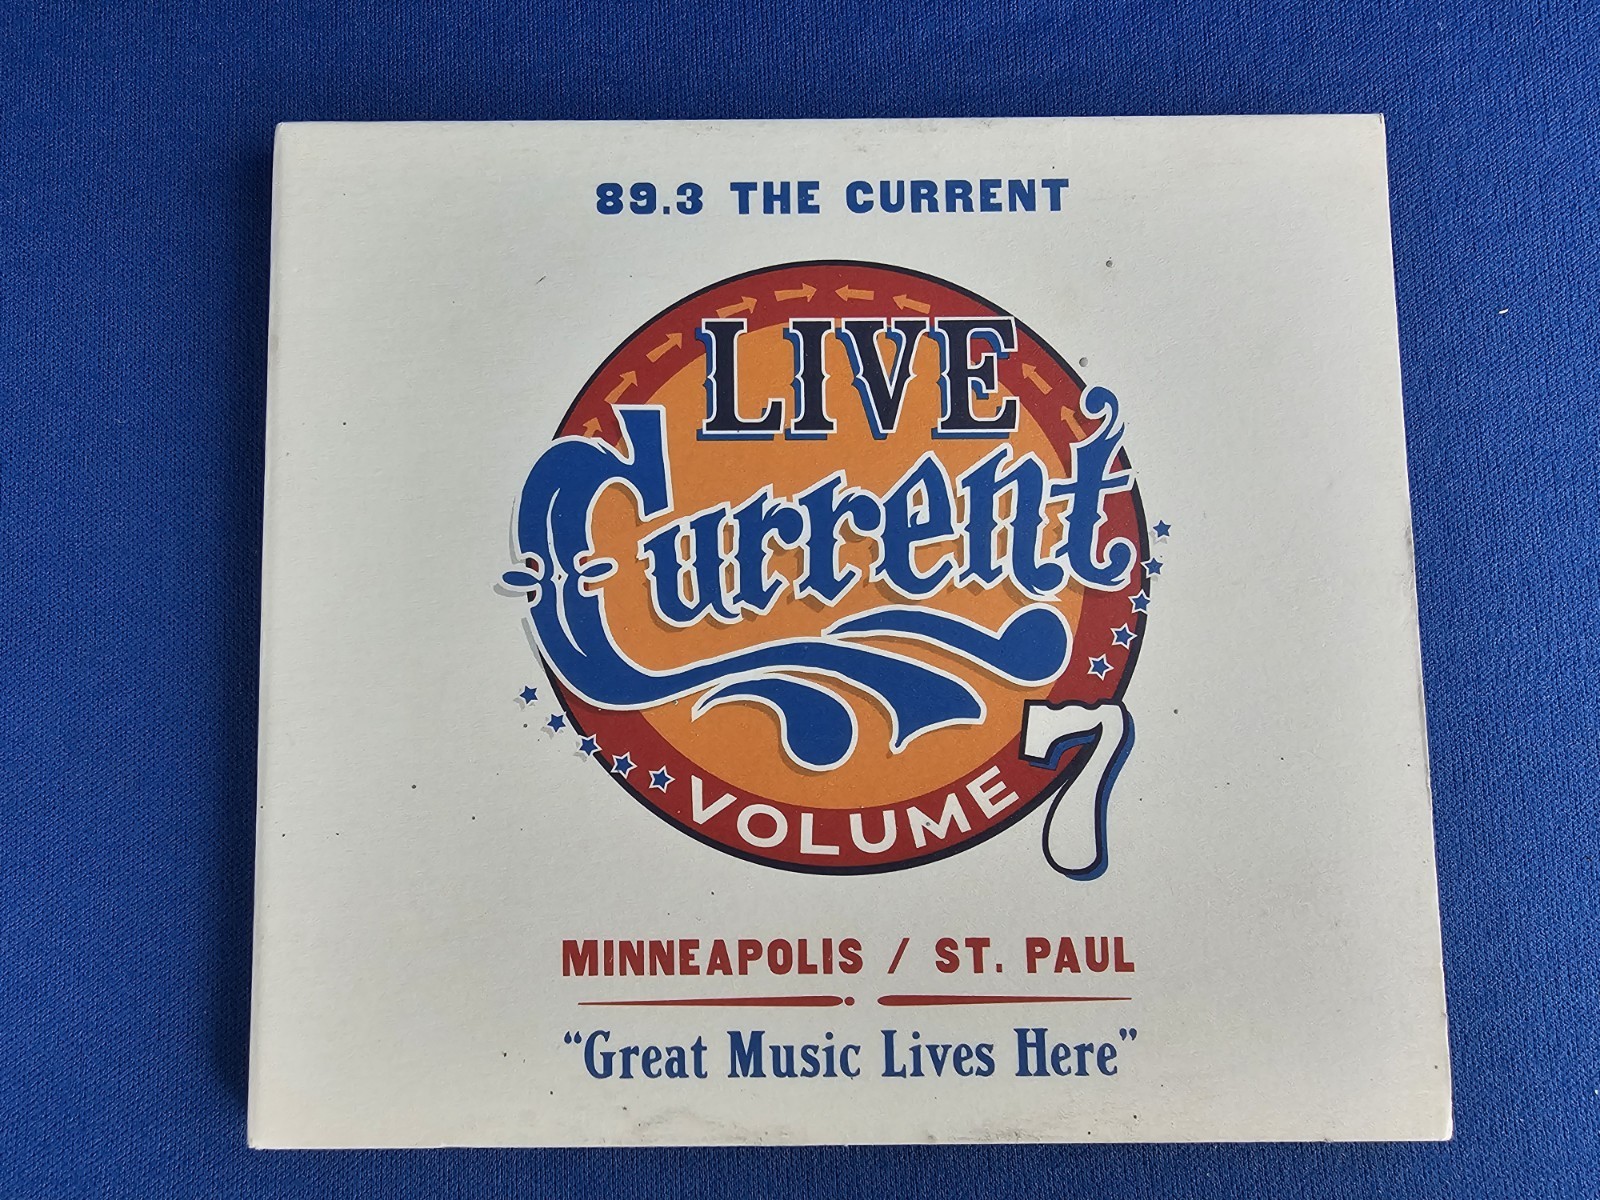 89.3 THE CURRENT
LIVE
Current
VOLUME 7
MINNEAPOLIS / ST. PAUL
“Great Music Lives Here”